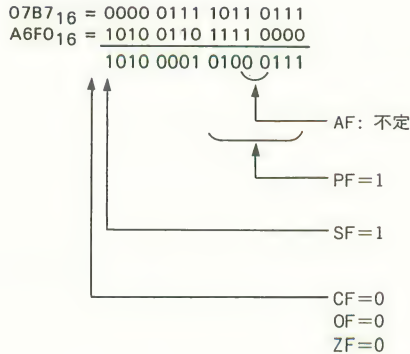 07B7₁₆ = 0000 0111 1011 0111
A6F0₁₆ = 1010 0110 1111 0000
1010 0001 0100 0111
AF: 不定
PF=1
SF=1
CF=0
OF=0
ZF=0